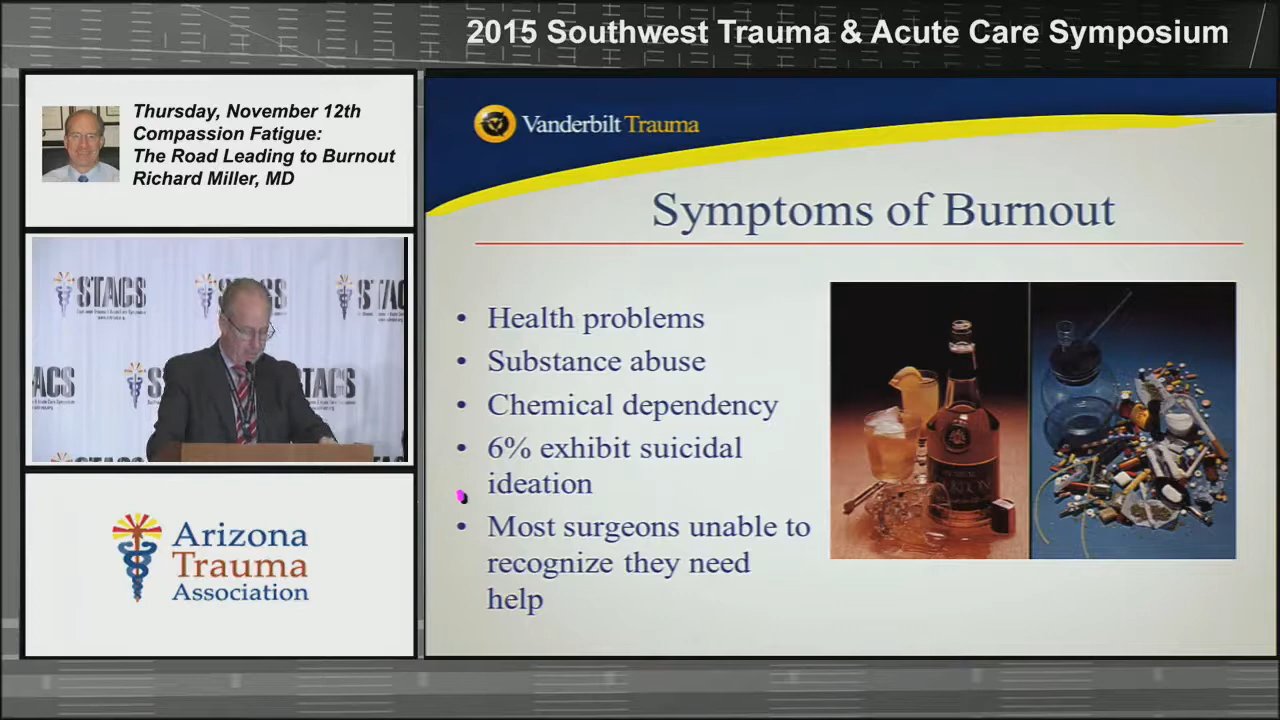 2015 Southwest Trauma & Acute Care Symposium
Thursday, November 12th
Compassion Fatigue:
The Road Leading to Burnout
Richard Miller, MD
STACS
STACS
Arizona
Trauma
Association
Vanderbilt Trauma
Symptoms of Burnout
• Health problems
• Substance abuse
• Chemical dependency
• 6% exhibit suicidal
ideation
• Most surgeons unable to
recognize they need
help